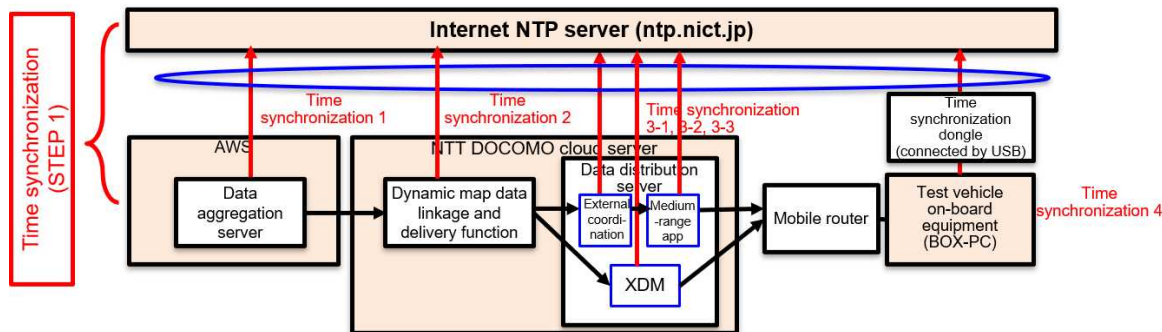 Internet NTP server (ntp.nict.jp)
Time synchronization
(STEP 1)
Time
synchronization 1
Time
synchronization 2
Time synchronization
3-1, 3-2, 3-3
Time
synchronization
dongle
(connected by USB)
AWS
NTT DOCOMO cloud server
Data distribution
server
Data
aggregation
server
Dynamic map data
linkage and
delivery function
External
coordi-
nation
Medium
-range
app
XDM
Mobile router
Test vehicle
on-board
equipment
(BOX-PC)
Time
synchronization 4